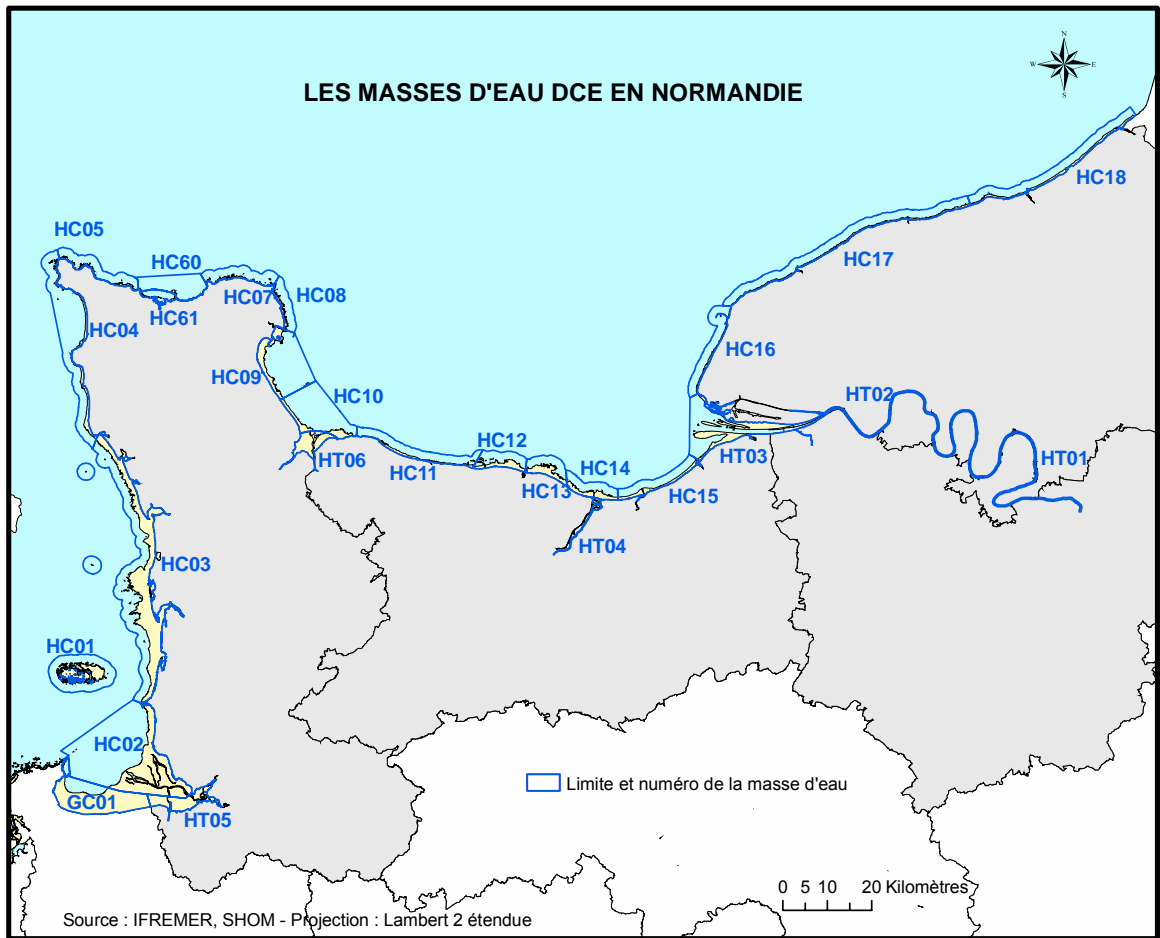 N
W
E
S
LES MASSES D'EAU DCE EN NORMANDIE
HC18
HC05
HC60
HC17
HC07
HC08
HC61
HC04
HC16
HC09
HC10
HT02
HC12
HT06
HC11
HT03
HT01
HC14
HC13
HC15
HT04
HC03
HC01
HC02
Limite et numéro de la masse d'eau
GC01
HT05
0 5 10 20 Kilomètres
Source : IFREMER, SHOM - Projection : Lambert 2 étendue